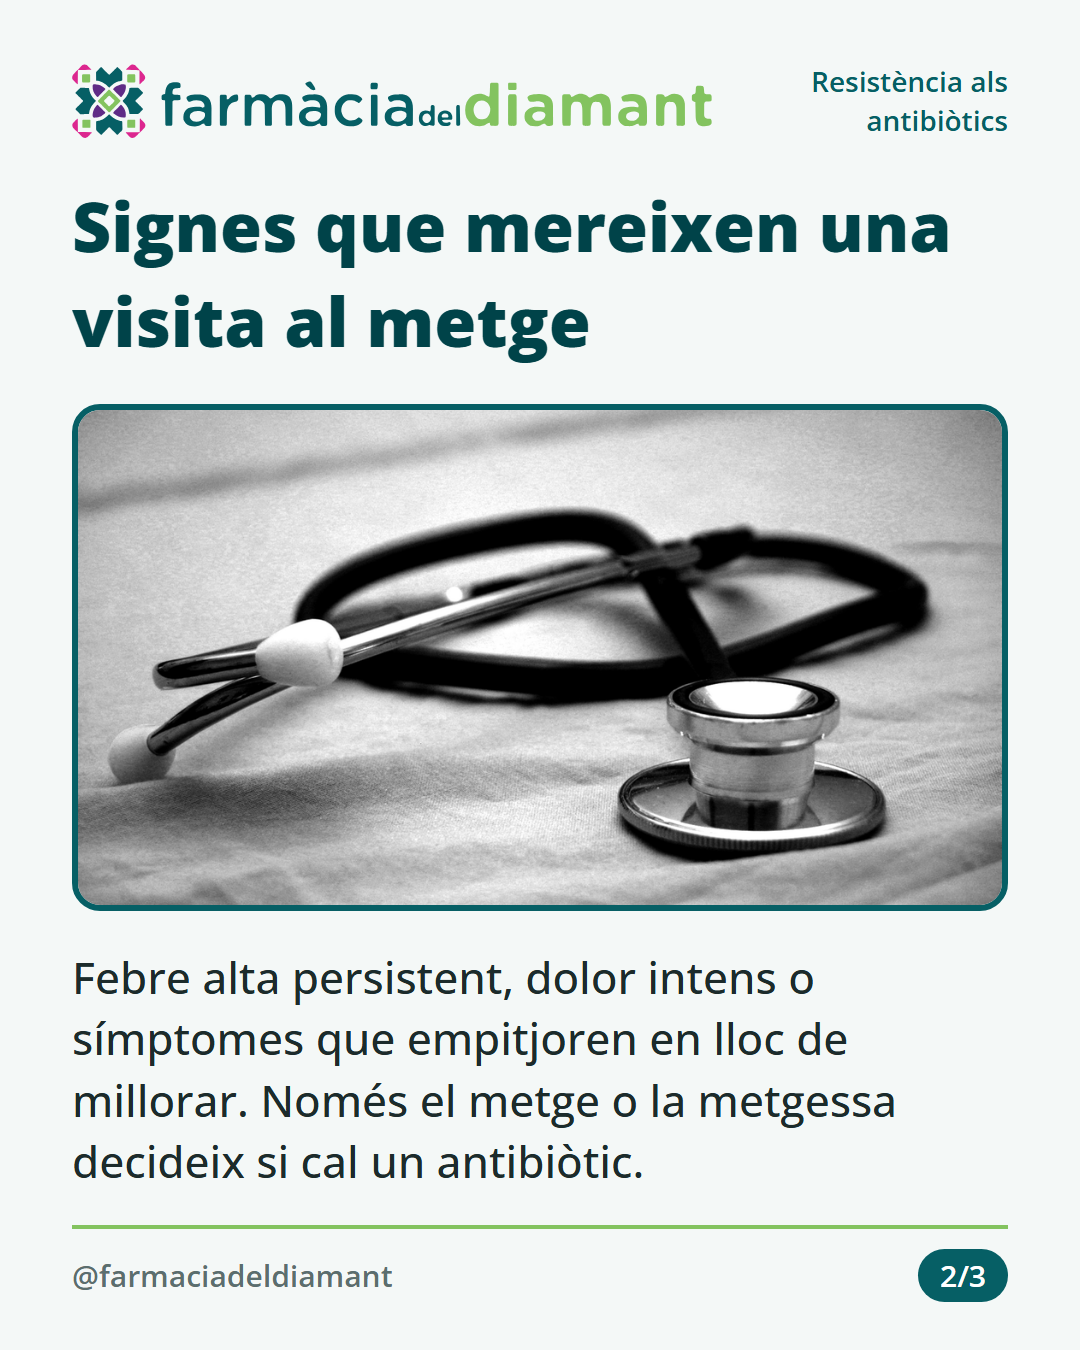 farmàciadeldiamant
Resistència als
antibiòtics
Signes que mereixen una
visita al metge
Febre alta persistent, dolor intens o
símptomes que empitjoren en lloc de
millorar. Només el metge o la metgessa
decideix si cal un antibiòtic.
@farmaciadeldiamant
2/3